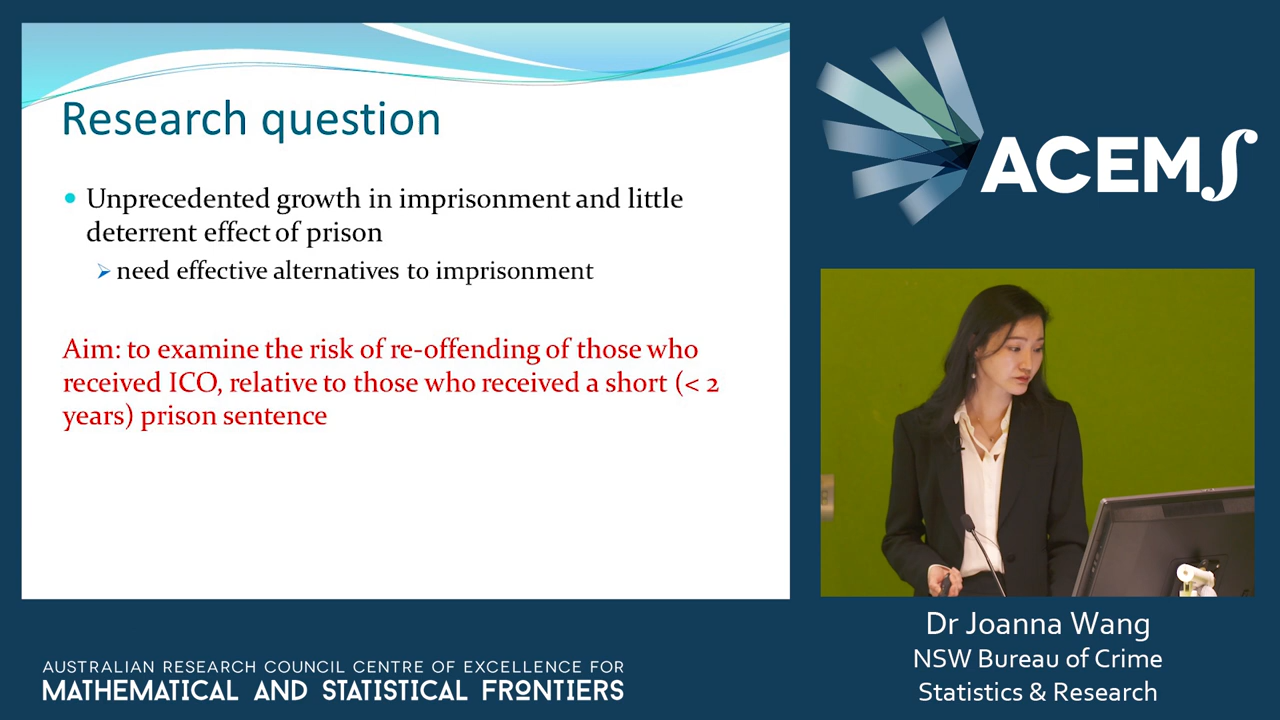 Research question
Unprecedented growth in imprisonment and little
deterrent effect of prison
need effective alternatives to imprisonment
Aim: to examine the risk of re-offending of those who
received ICO, relative to those who received a short (< 2
years) prison sentence
ACEMS
Dr Joanna Wang
NSW Bureau of Crime
Statistics & Research
AUSTRALIAN RESEARCH COUNCIL CENTRE OF EXCELLENCE FOR
MATHEMATICAL AND STATISTICAL FRONTIERS